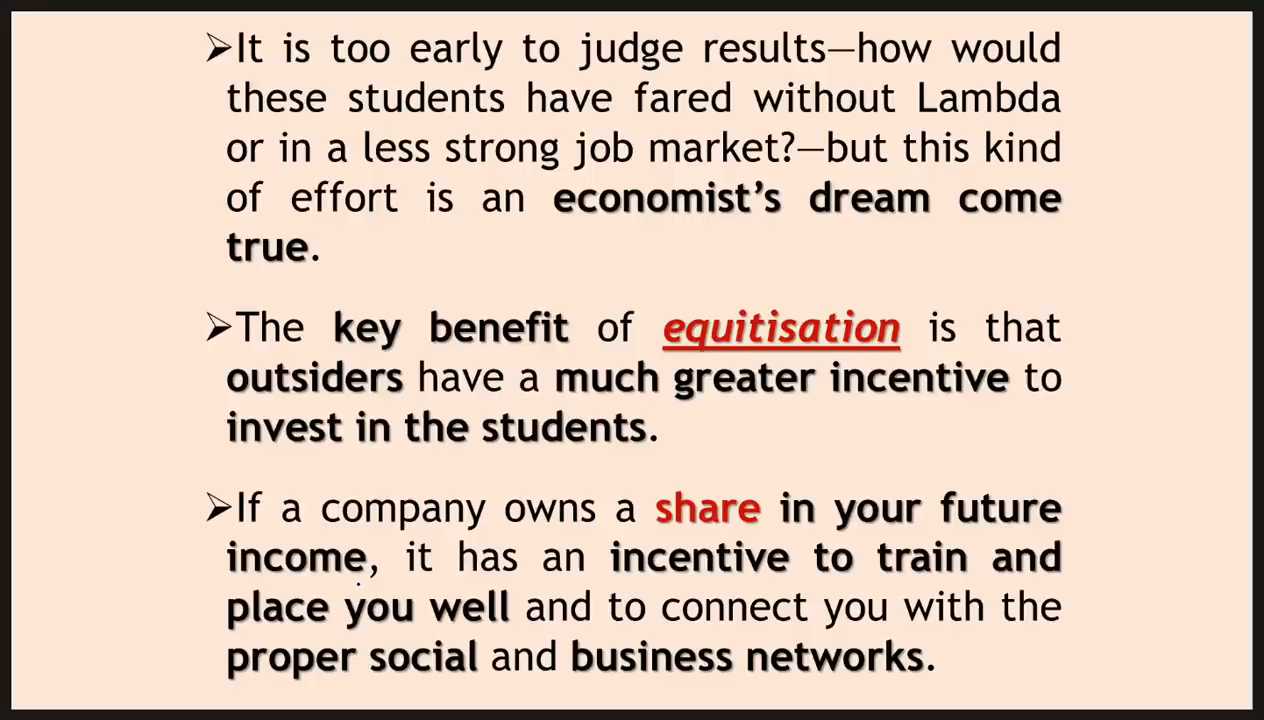 ➢It is too early to judge results—how would
these students have fared without Lambda
or in a less strong job market?—but this kind
of effort is an economist’s dream come
true.
➢The key benefit of equitisation is that
outsiders have a much greater incentive to
invest in the students.
➢If a company owns a share in your future
income, it has an incentive to train and
place you well and to connect you with the
proper social and business networks.